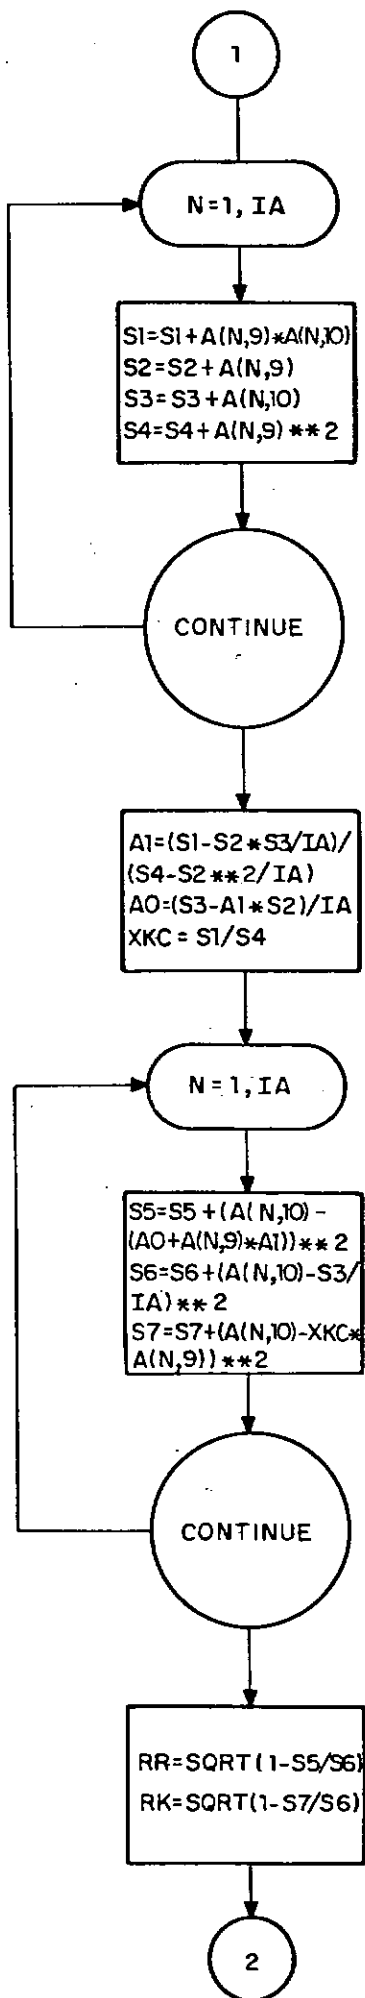 1
N=1, IA
S1=S1+A(N,9)*A(N,10)
S2=S2+A(N,9)
S3=S3+A(N,10)
S4=S4+A(N,9)**2
CONTINUE
A1=(S1-S2*S3/IA)/
(S4-S2**2/IA)
A0=(S3-A1*S2)/IA
XKC=S1/S4
N=1,IA
S5=S5+(A(N,10)-
(A0+A(N,9)*A1))**2
S6=S6+(A(N,10)-S3/
IA)**2
S7=S7+(A(N,10)-XKC*
A(N,9))**2
CONTINUE
RR=SQRT(1-S5/S6)
RK=SQRT(1-S7/S6)
2